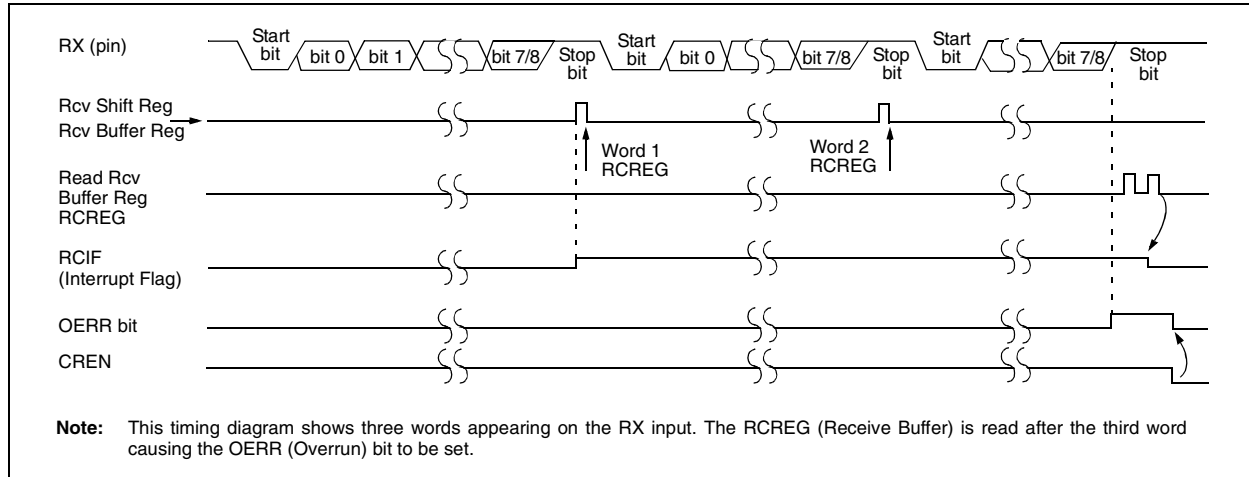 RX (pin)
Start
bit
bit 0
bit 1
bit 7/8
Stop
bit
Start
bit
bit 0
bit 7/8
Stop
bit
Start
bit
bit 7/8
Stop
bit
Rcv Shift Reg
Rcv Buffer Reg
Word 1
RCREG
Word 2
RCREG
Read Rcv
Buffer Reg
RCREG
RCIF
(Interrupt Flag)
OERR bit
CREN
Note: This timing diagram shows three words appearing on the RX input. The RCREG (Receive Buffer) is read after the third word
causing the OERR (Overrun) bit to be set.